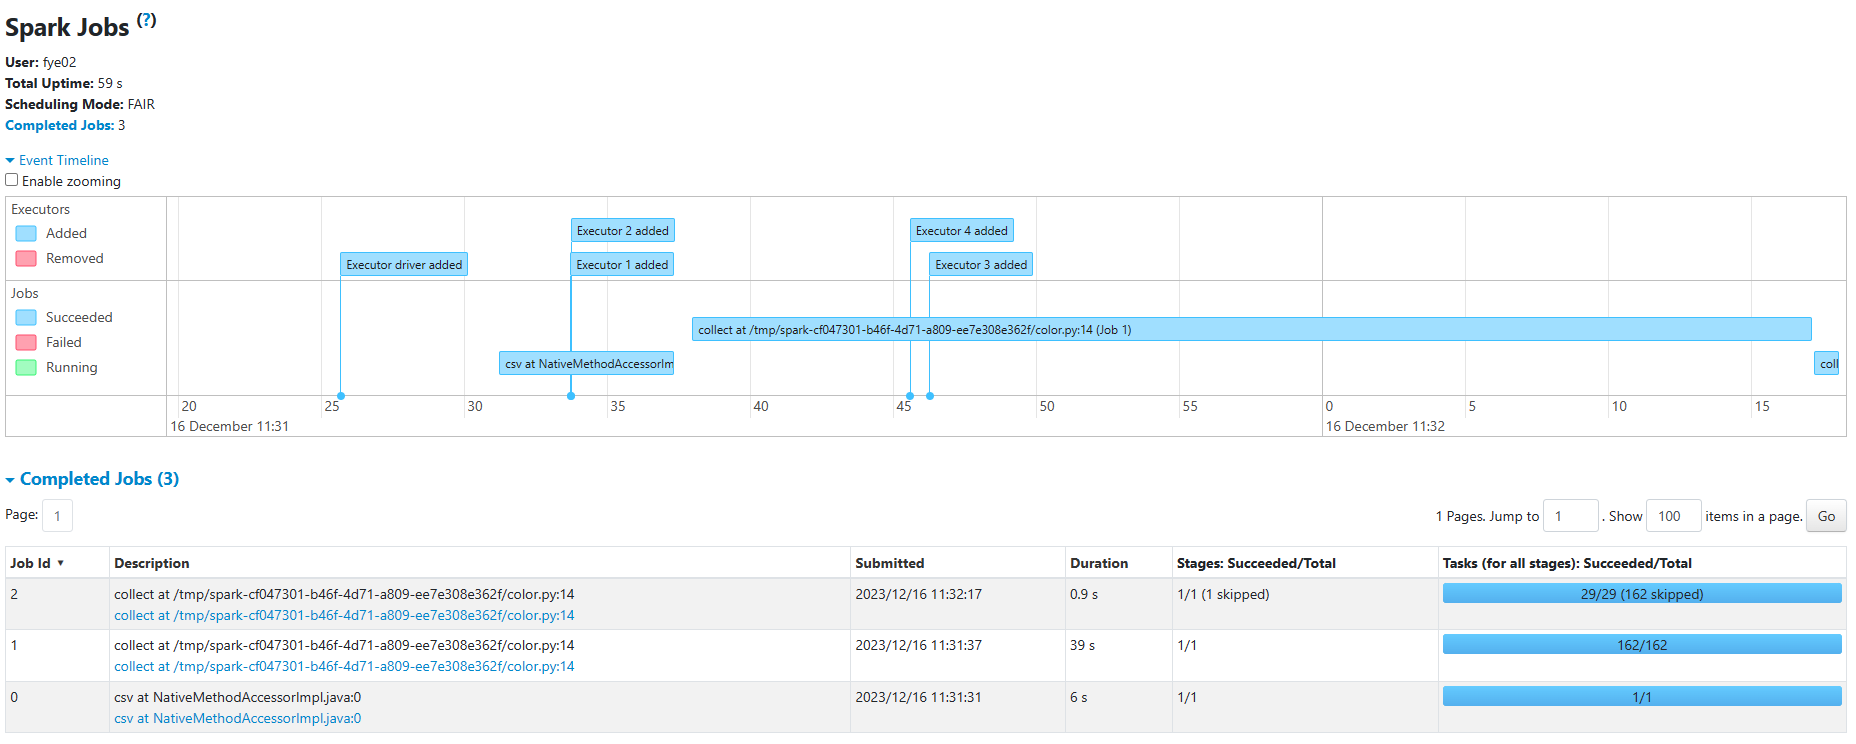 Spark Jobs (?)
User: fye02
Total Uptime: 59 s
Scheduling Mode: FAIR
Completed Jobs: 3
Event Timeline
Enable zooming
Executors
Added
Removed
Executor 2 added
Executor 4 added
Executor driver added
Executor 1 added
Executor 3 added
Jobs
Succeeded
Failed
Running
collect at /tmp/spark-cf047301-b46f-4d71-a809-ee7e308e362f/color.py:14 (Job 1)
csv at NativeMethodAccessorIm
coll
20 25 30 35 40 45 50 55 0 5 10 15
16 December 11:31 16 December 11:32
Completed Jobs (3)
Page: 1
1 Pages. Jump to 1 . Show 100 items in a page. Go
Job Id ▾ Description Submitted Duration Stages: Succeeded/Total Tasks (for all stages): Succeeded/Total
2 collect at /tmp/spark-cf047301-b46f-4d71-a809-ee7e308e362f/color.py:14 2023/12/16 11:32:17 0.9 s 1/1 (1 skipped) 29/29 (162 skipped)
collect at /tmp/spark-cf047301-b46f-4d71-a809-ee7e308e362f/color.py:14
1 collect at /tmp/spark-cf047301-b46f-4d71-a809-ee7e308e362f/color.py:14 2023/12/16 11:31:37 39 s 1/1 162/162
collect at /tmp/spark-cf047301-b46f-4d71-a809-ee7e308e362f/color.py:14
0 csv at NativeMethodAccessorImpl.java:0 2023/12/16 11:31:31 6 s 1/1 1/1
csv at NativeMethodAccessorImpl.java:0